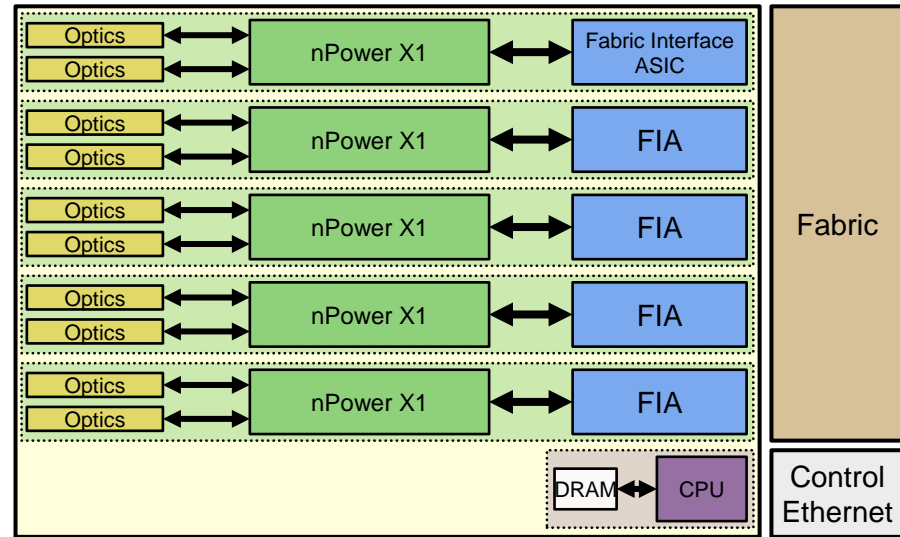 Optics
Optics
nPower X1
Fabric Interface
ASIC
Optics
Optics
nPower X1
FIA
Optics
Optics
nPower X1
FIA
Optics
Optics
nPower X1
FIA
Optics
Optics
nPower X1
FIA
DRAM
CPU
Fabric
Control
Ethernet